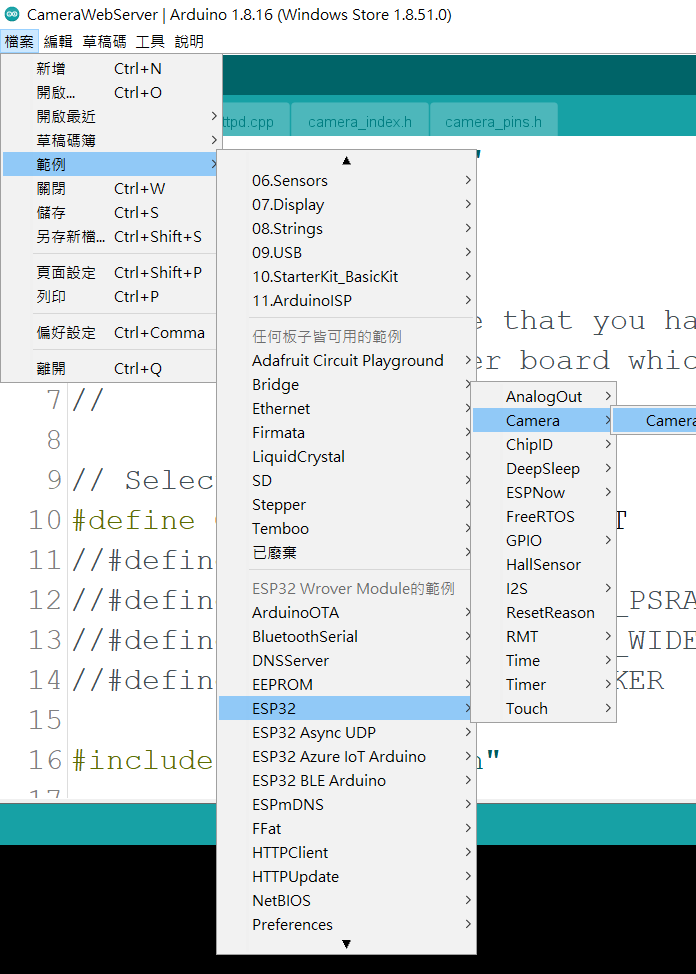 CameraWebServer | Arduino 1.8.16 (Windows Store 1.8.51.0)
檔案 編輯 草稿碼 工具 說明
新增 Ctrl+N
開啟... Ctrl+O
開啟最近
草稿碼簿
範例
關閉 Ctrl+W
儲存 Ctrl+S
另存新檔... Ctrl+Shift+S
頁面設定 Ctrl+Shift+P
列印 Ctrl+P
偏好設定 Ctrl+Comma
離開 Ctrl+Q
ttpd.cpp camera_index.h camera_pins.h
06.Sensors
07.Display
08.Strings
09.USB
10.StarterKit_BasicKit
11.ArduinoISP
任何板子皆可用的範例
Adafruit Circuit Playground
Bridge
Ethernet
Firmata
LiquidCrystal
SD
Stepper
Temboo
已廢棄
ESP32 Wrover Module的範例
ArduinoOTA
BluetoothSerial
DNSServer
EEPROM
ESP32
ESP32 Async UDP
ESP32 Azure IoT Arduino
ESP32 BLE Arduino
ESPmDNS
FFat
HTTPClient
HTTPUpdate
NetBIOS
Preferences
AnalogOut
Camera
ChipID
DeepSleep
ESPNow
FreeRTOS
GPIO
HallSensor
I2S
ResetReason
RMT
Time
Timer
Touch
Camera
"
e that you ha
er board whic
7 //
8
9 // Selec
10 #define T
11 //#defin
12 //#defin _PSRA
13 //#defin _WIDE
14 //#defin KER
15
16 #include "